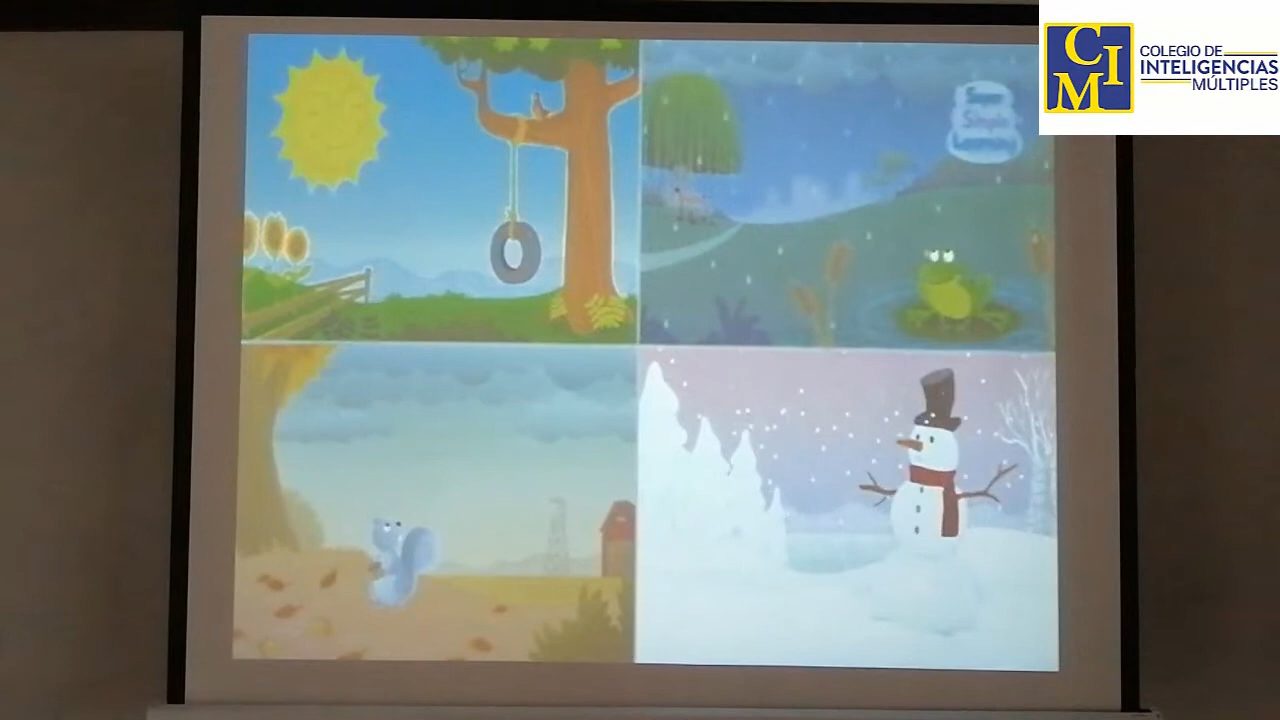 Super
Simple
Learning
CIM
COLEGIO DE
INTELIGENCIAS
MÚLTIPLES